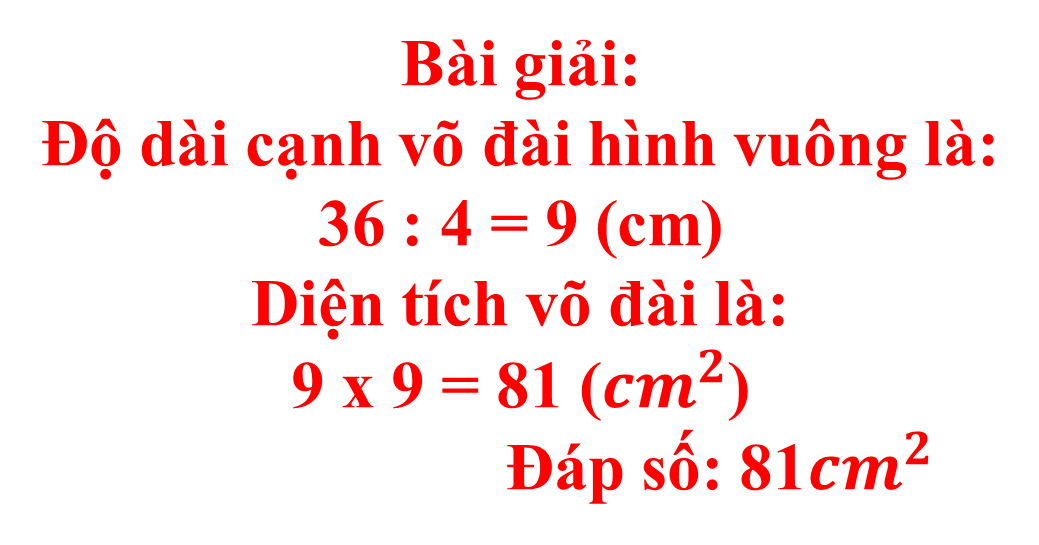 Bài giải:
Độ dài cạnh võ đài hình vuông là:
36 : 4 = 9 (cm)
Diện tích võ đài là:
9 x 9 = 81 (cm²)
Đáp số: 81cm²